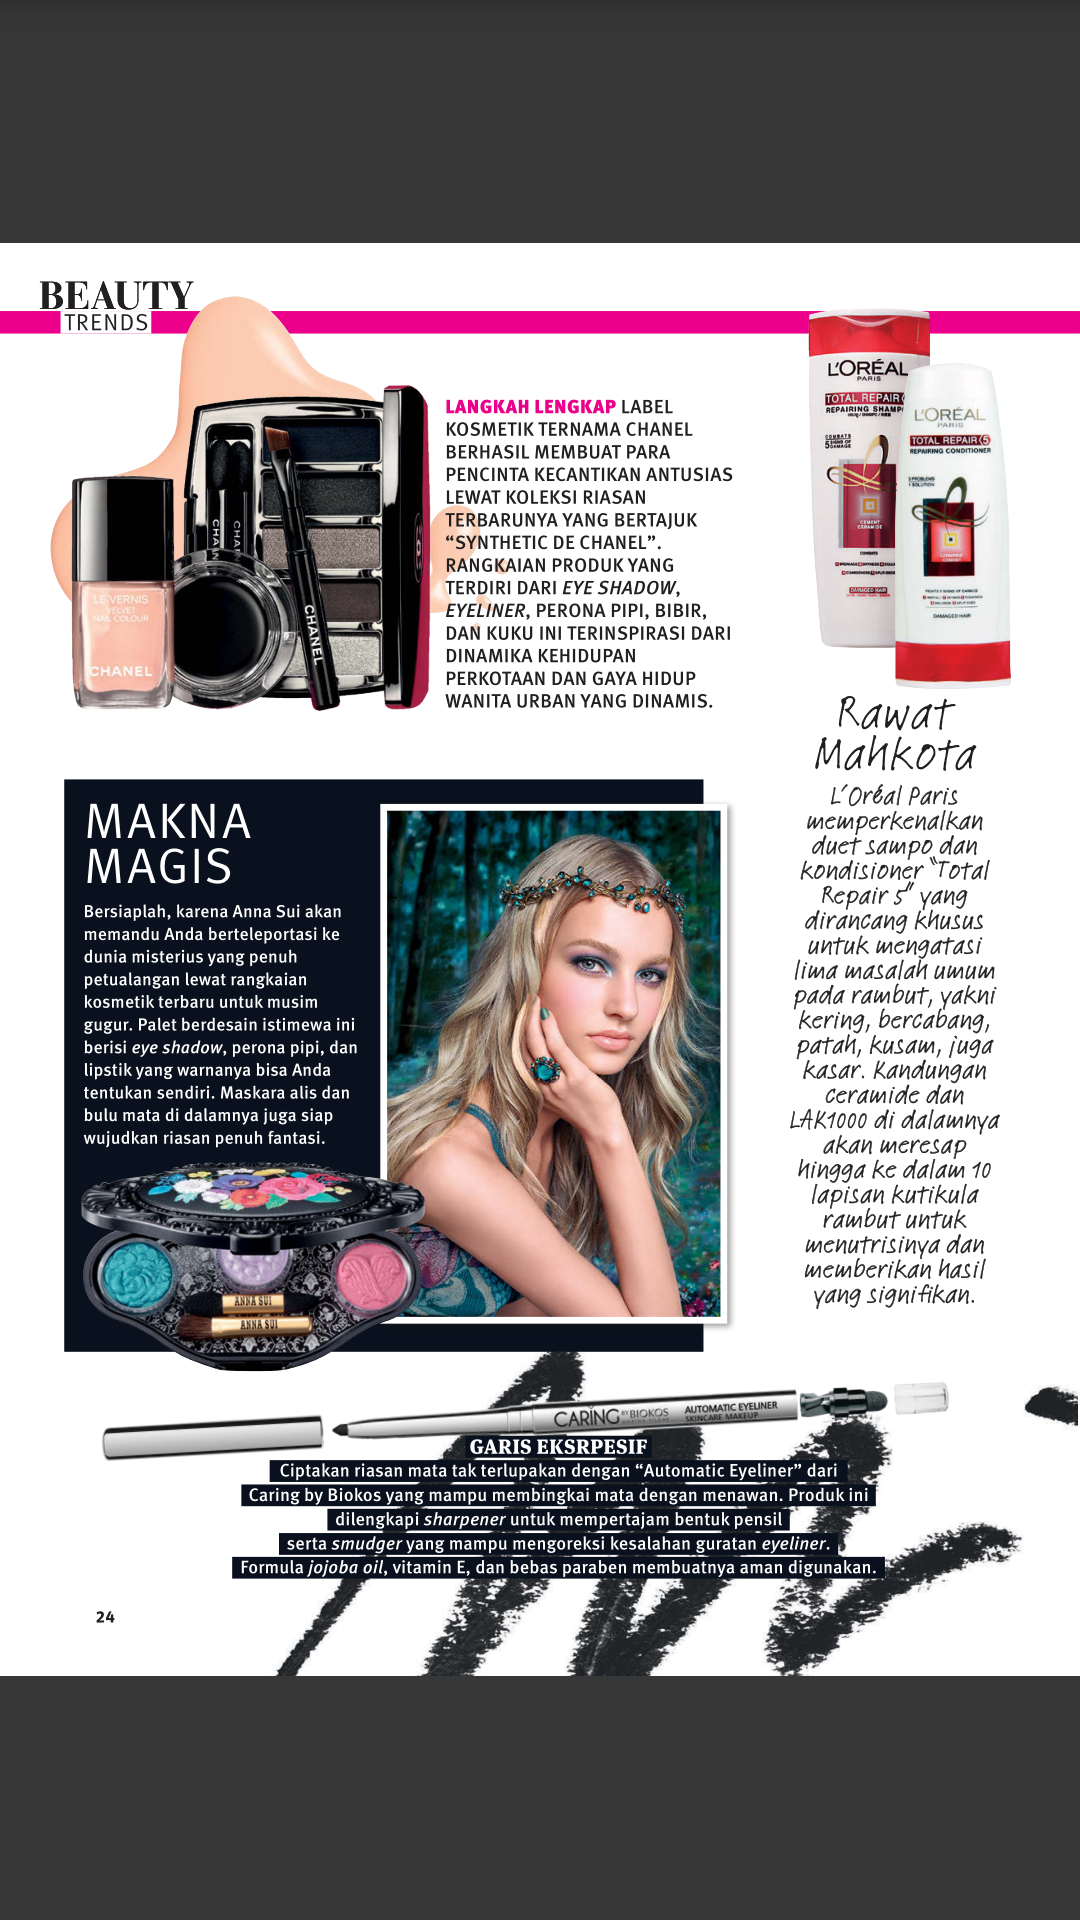 BEAUTY
TRENDS
LANGKAH LENGKAP LABEL
KOSMETIK TERNAMA CHANEL
BERHASIL MEMBUAT PARA
PENCINTA KECANTIKAN ANTUSIAS
LEWAT KOLEKSI RIASAN
TERBARUNYA YANG BERTAJUK
“SYNTHETIC DE CHANEL”.
RANGKAIAN PRODUK YANG
TERDIRI DARI EYE SHADOW,
EYELINER, PERONA PIPI, BIBIR,
DAN KUKU INI TERINSPIRASI DARI
DINAMIKA KEHIDUPAN
PERKOTAAN DAN GAYA HIDUP
WANITA URBAN YANG DINAMIS.
LE VERNIS
VELVET
NAIL COLOUR
CHANEL
CHANEL
L'ORÉAL
PARIS
TOTAL REPAIR
REPAIRING
COMBATS
5 SIGNS OF
DAMAGE
CEMENT
CERAMIDE
DAMAGED HAIR
L'ORÉAL
PARIS
TOTAL REPAIR 5
REPAIRING CONDITIONER
5 PROBLEMS
1 SOLUTION
DAMAGED HAIR
Rawat
Mahkota
L'Oréal Paris
memperkenalkan
duet sampo dan
kondisioner “Total
Repair 5” yang
dirancang khusus
untuk mengatasi
lima masalah umum
pada rambut, yakni
kering, bercabang,
patah, kusam, juga
kasar. Kandungan
ceramide dan
LAK1000 di dalamnya
akan meresap
hingga ke dalam 10
lapisan kutikula
rambut untuk
menutrisinya dan
memberikan hasil
yang signifikan.
MAKNA
MAGIS
Bersiaplah, karena Anna Sui akan
memandu Anda berteleportasi ke
dunia misterius yang penuh
petualangan lewat rangkaian
kosmetik terbaru untuk musim
gugur. Palet berdesain istimewa ini
berisi eye shadow, perona pipi, dan
lipstik yang warnanya bisa Anda
tentukan sendiri. Maskara alis dan
bulu mata di dalamnya juga siap
wujudkan riasan penuh fantasi.
ANNA SUI
ANNA SUI
CARING BY BIOKOS
AUTOMATIC EYELINER
SKINCARE MAKEUP
GARIS EKSRPESIF
Ciptakan riasan mata tak terlupakan dengan “Automatic Eyeliner” dari
Caring by Biokos yang mampu membingkai mata dengan menawan. Produk ini
dilengkapi sharpener untuk mempertajam bentuk pensil
serta smudger yang mampu mengoreksi kesalahan guratan eyeliner.
Formula jojoba oil, vitamin E, dan bebas paraben membuatnya aman digunakan.
24